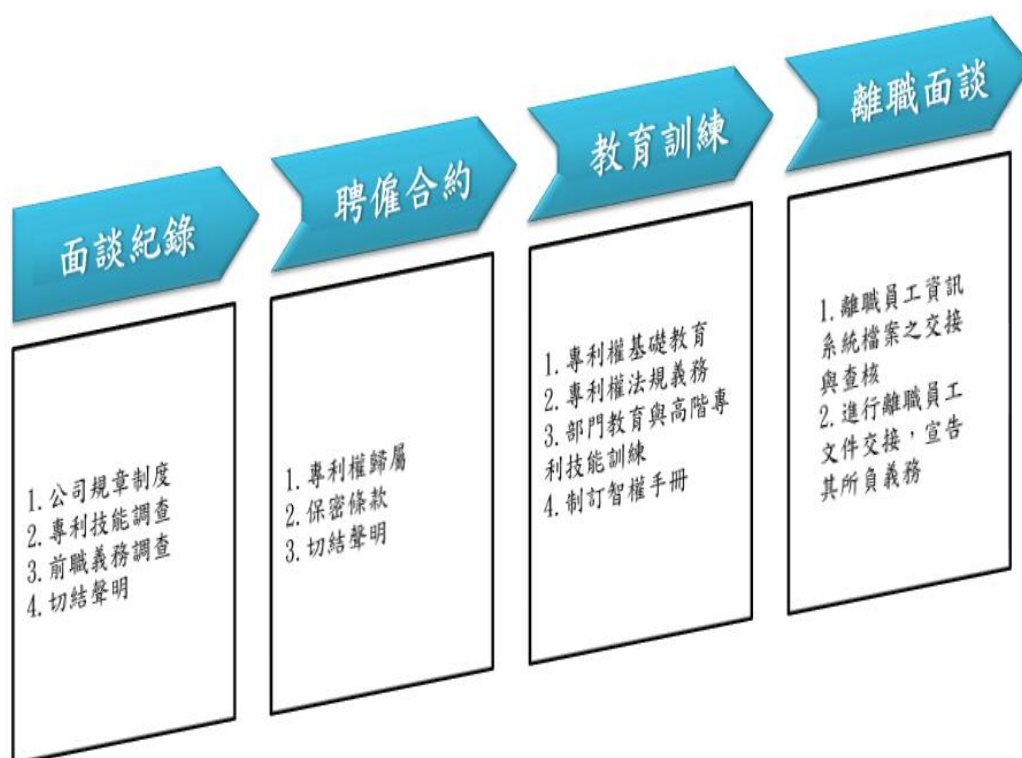 面談紀錄
1.公司規章制度
2.專利技能調查
3.前職義務調查
4.切結聲明
聘僱合約
1.專利權歸屬
2.保密條款
3.切結聲明
教育訓練
1.專利權基礎教育
2.專利權法規義務
3.部門教育與高階專
利技能訓練
4.制訂智權手冊
離職面談
1.離職員工資訊
系統檔案之交接
與查核
2.進行離職員工
文件交接，宣告
其所負義務